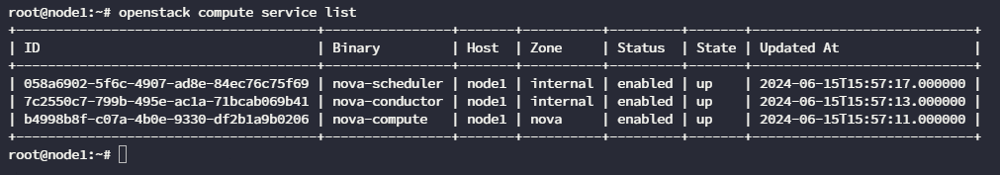 root@node1:~# openstack compute service list
+--------------------------------------+----------------+-------+----------+---------+-------+----------------------------+
| ID                                   | Binary         | Host  | Zone     | Status  | State | Updated At                 |
+--------------------------------------+----------------+-------+----------+---------+-------+----------------------------+
| 058a6902-5f6c-4907-ad8e-84ec76c75f69 | nova-scheduler | node1 | internal | enabled | up    | 2024-06-15T15:57:17.000000 |
| 7c2550c7-799b-495e-ac1a-71bcab069b41 | nova-conductor | node1 | internal | enabled | up    | 2024-06-15T15:57:13.000000 |
| b4998b8f-c07a-4b0e-9330-df2b1a9b0206 | nova-compute   | node1 | nova     | enabled | up    | 2024-06-15T15:57:11.000000 |
+--------------------------------------+----------------+-------+----------+---------+-------+----------------------------+
root@node1:~#